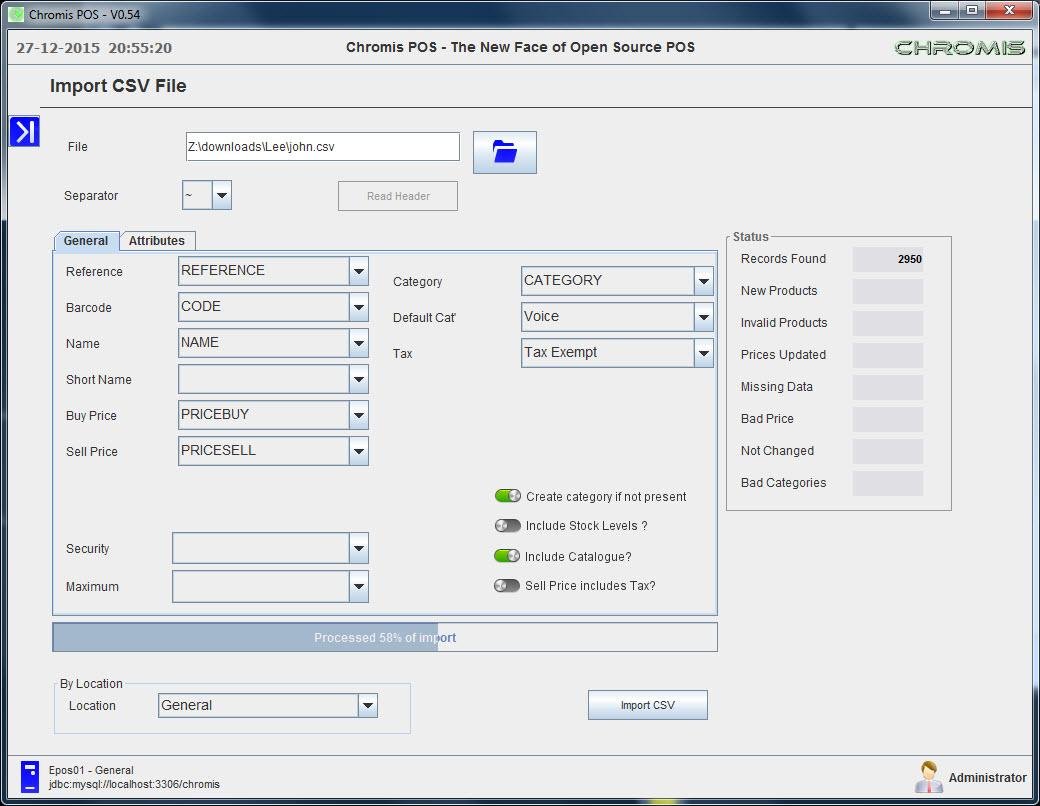 Chromis POS - V0.54
27-12-2015 20:55:20
Chromis POS - The New Face of Open Source POS
CHROMIS
Import CSV File
File
Z:\downloads\Lee\john.csv
Separator
~
Read Header
General
Attributes
Reference
REFERENCE
Barcode
CODE
Name
NAME
Short Name
Buy Price
PRICEBUY
Sell Price
PRICESELL
Category
CATEGORY
Default Cat'
Voice
Tax
Tax Exempt
Create category if not present
Include Stock Levels ?
Include Catalogue?
Sell Price includes Tax?
Security
Maximum
Status
Records Found
2950
New Products
Invalid Products
Prices Updated
Missing Data
Bad Price
Not Changed
Bad Categories
Processed 58% of import
By Location
Location
General
Import CSV
Epos01 - General
jdbc:mysql://localhost:3306/chromis
Administrator